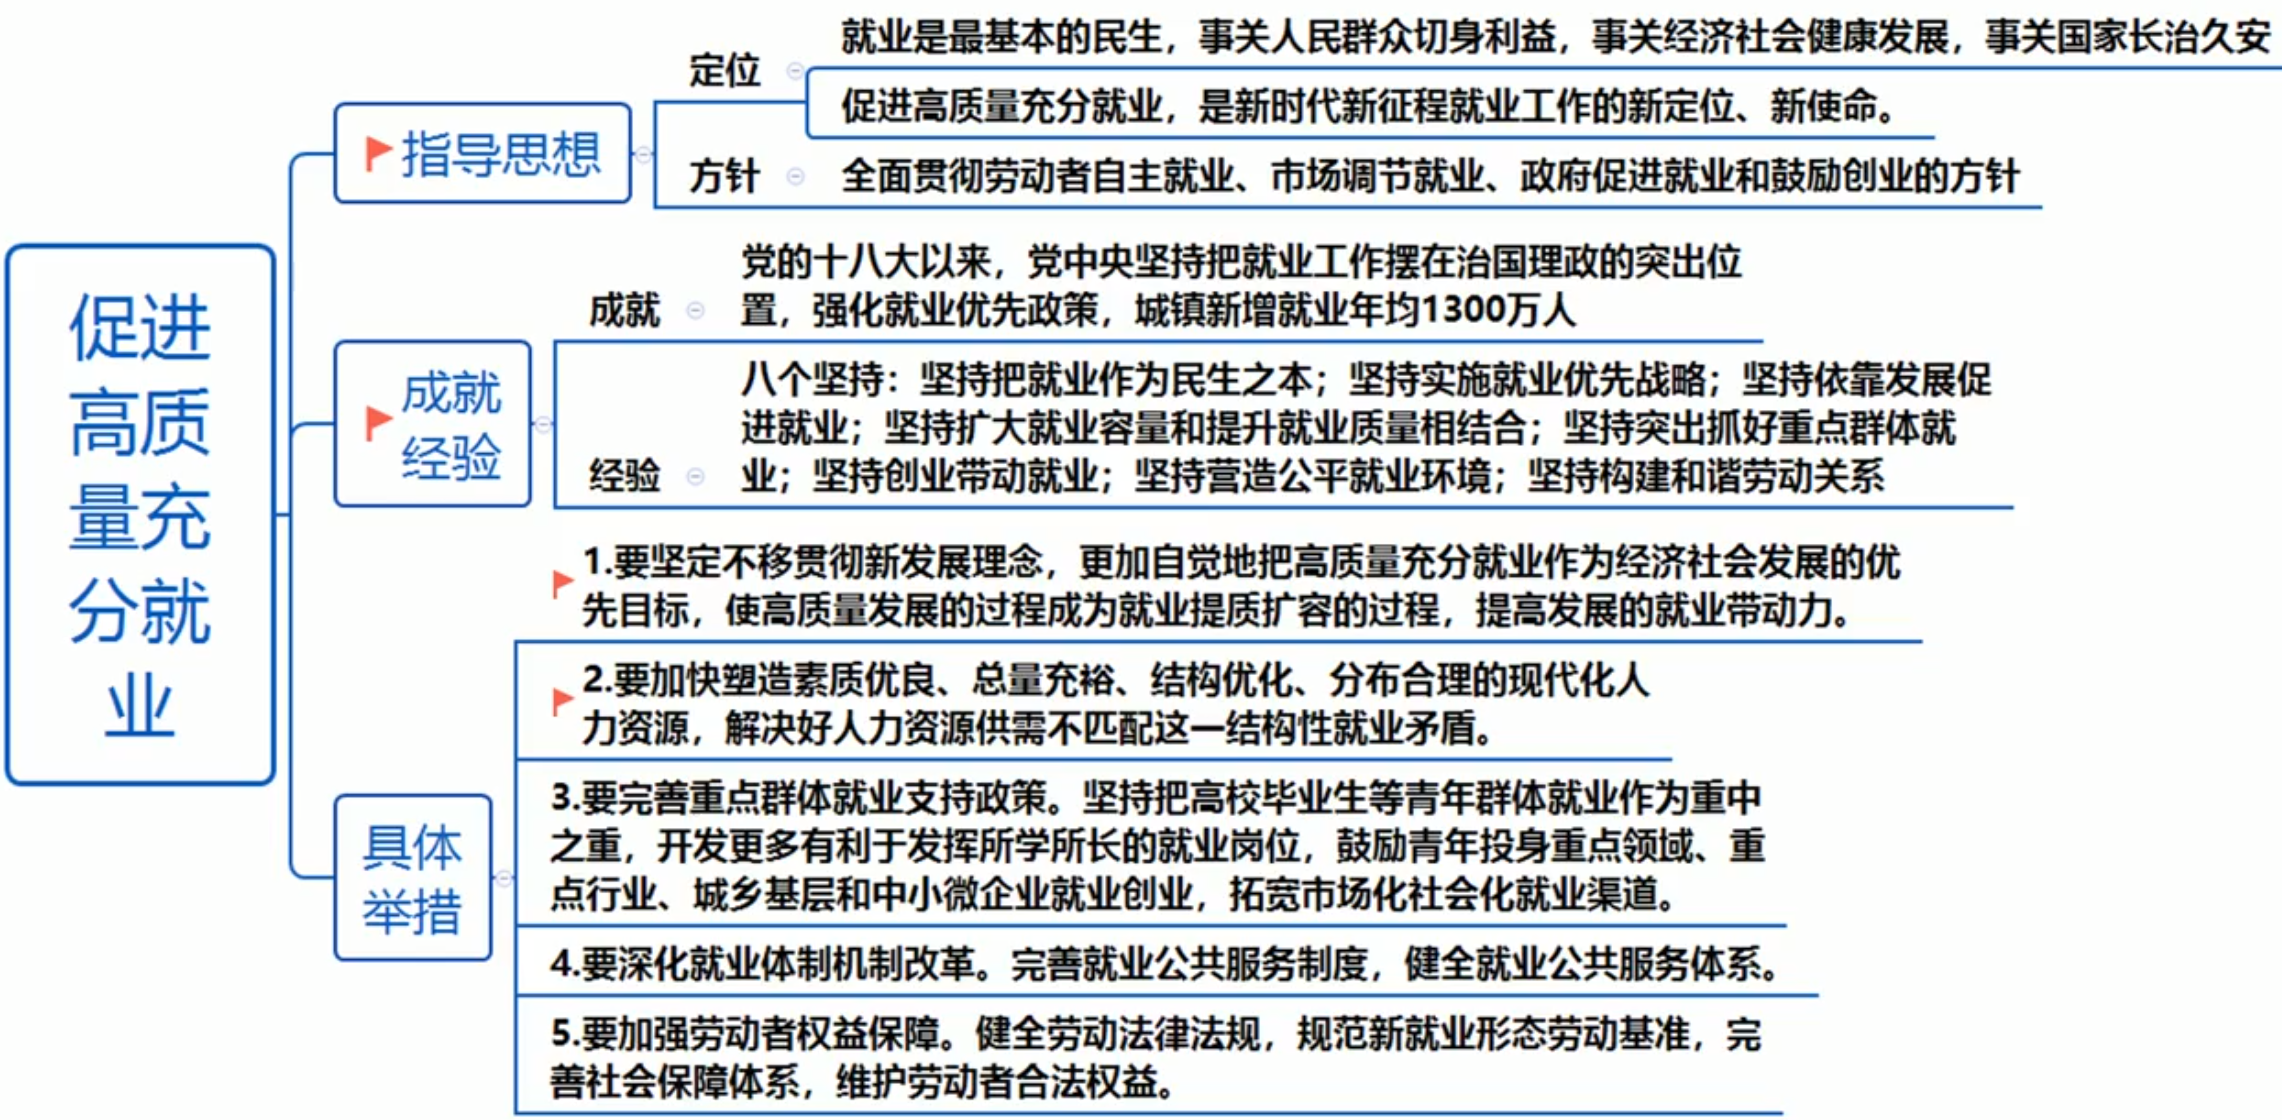 促进
高质
量充
分就
业
指导思想
定位
就业是最基本的民生，事关人民群众切身利益，事关经济社会健康发展，事关国家长治久安
促进高质量充分就业，是新时代新征程就业工作的新定位、新使命。
方针
全面贯彻劳动者自主就业、市场调节就业、政府促进就业和鼓励创业的方针
成就
经验
成就
党的十八大以来，党中央坚持把就业工作摆在治国理政的突出位
置，强化就业优先政策，城镇新增就业年均1300万人
经验
八个坚持：坚持把就业作为民生之本；坚持实施就业优先战略；坚持依靠发展促
进就业；坚持扩大就业容量和提升就业质量相结合；坚持突出抓好重点群体就
业；坚持创业带动就业；坚持营造公平就业环境；坚持构建和谐劳动关系
具体
举措
1.要坚定不移贯彻新发展理念，更加自觉地把高质量充分就业作为经济社会发展的优
先目标，使高质量发展的过程成为就业提质扩容的过程，提高发展的就业带动力。
2.要加快塑造素质优良、总量充裕、结构优化、分布合理的现代化人
力资源，解决好人力资源供需不匹配这一结构性就业矛盾。
3.要完善重点群体就业支持政策。坚持把高校毕业生等青年群体就业作为重中
之重，开发更多有利于发挥所学所长的就业岗位，鼓励青年投身重点领域、重
点行业、城乡基层和中小微企业就业创业，拓宽市场化社会化就业渠道。
4.要深化就业体制机制改革。完善就业公共服务制度，健全就业公共服务体系。
5.要加强劳动者权益保障。健全劳动法律法规，规范新就业形态劳动基准，完
善社会保障体系，维护劳动者合法权益。